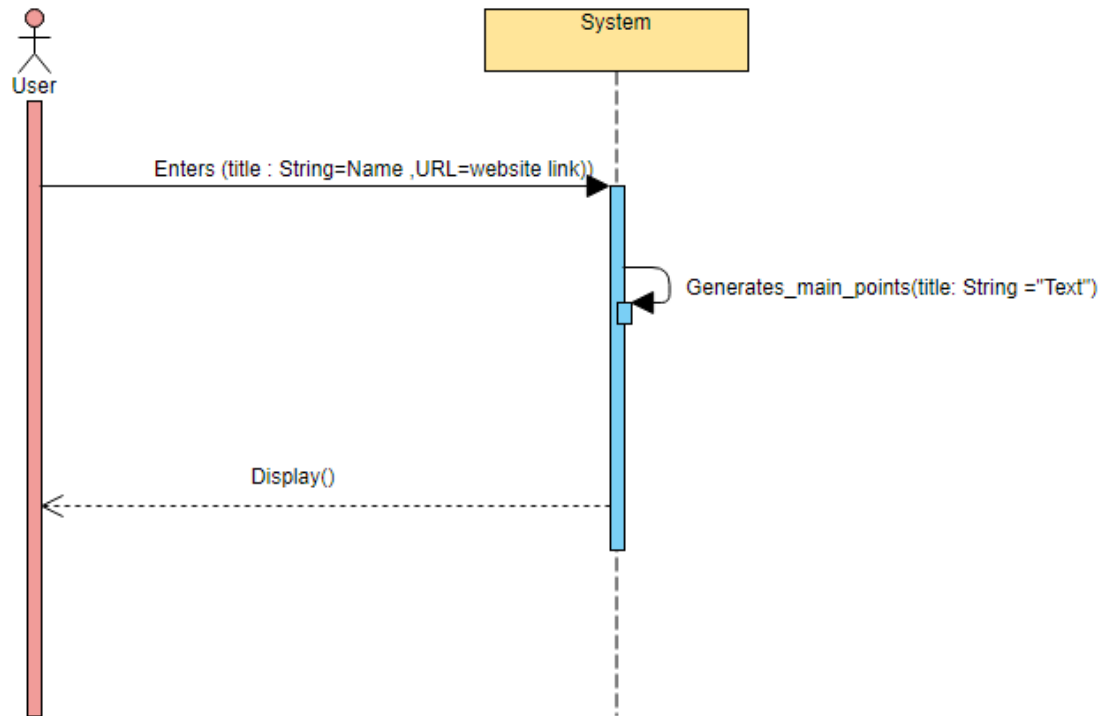 System
User
Enters (title : String=Name ,URL=website link))
Generates_main_points(title: String ="Text")
Display()